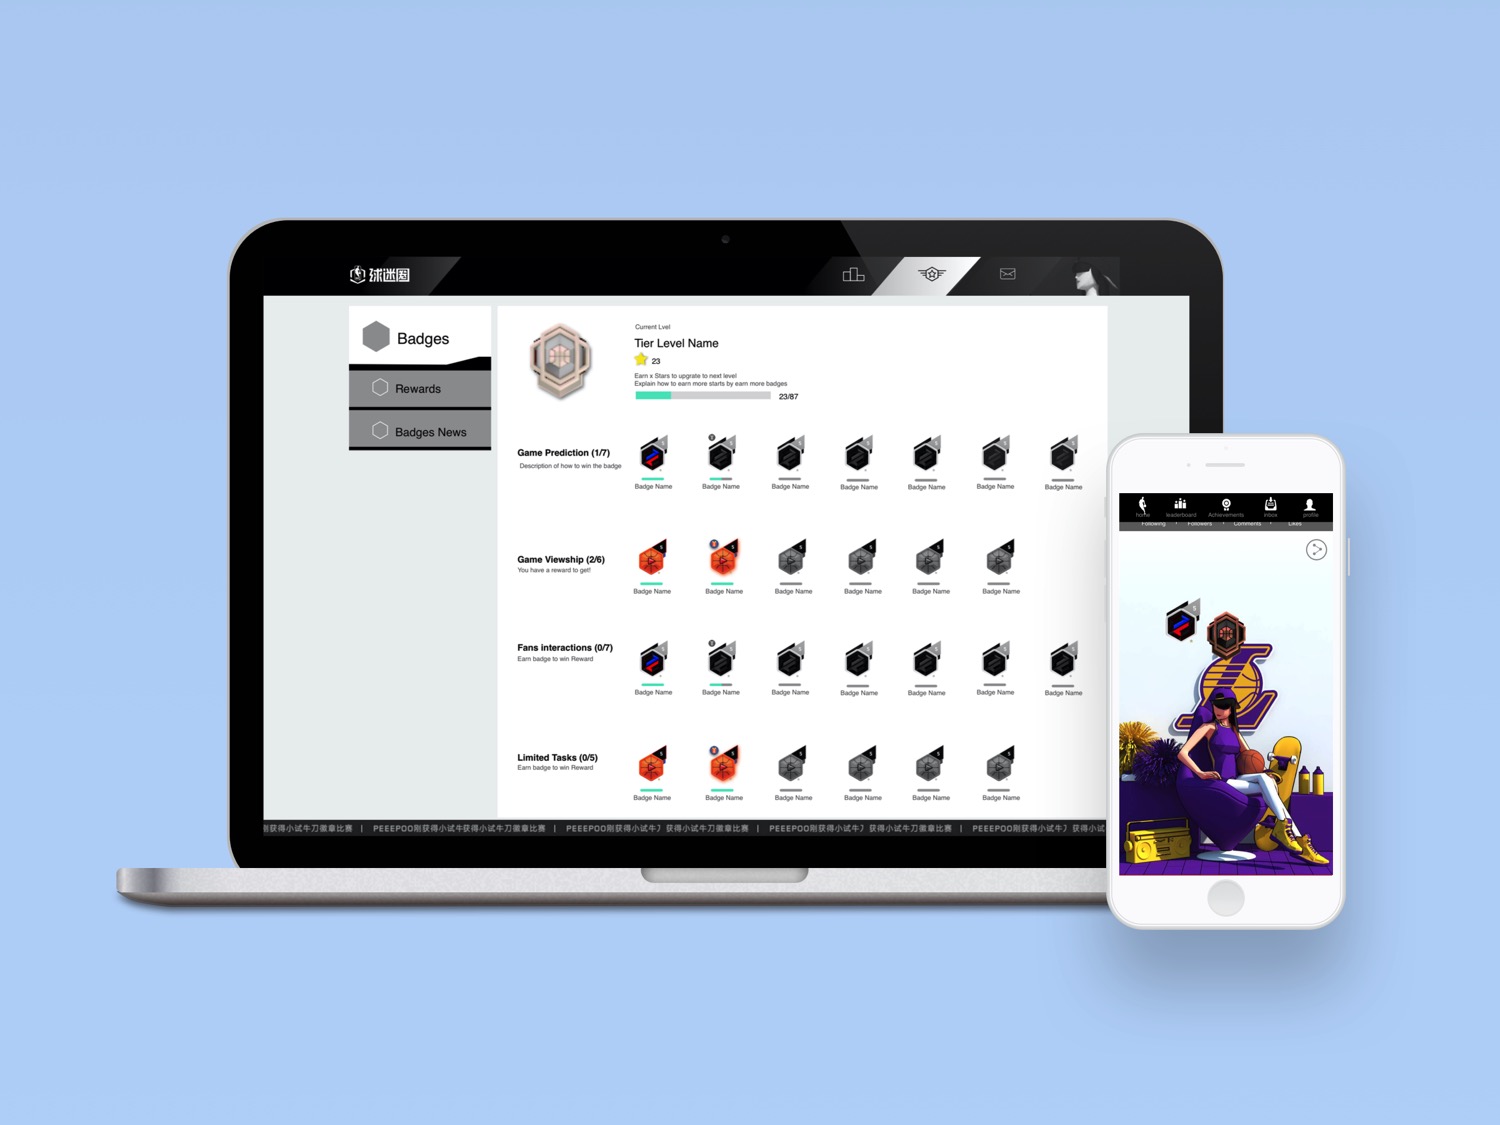 球迷圈
Badges
Rewards
Badges News
Current Lvel
Tier Level Name
23
Earn x Stars to upgrate to next level
Explain how to earn more starts by earn more badges
23/87
Game Prediction (1/7)
Description of how to win the badge
Badge Name Badge Name Badge Name Badge Name Badge Name Badge Name Badge Name
Game Viewship (2/6)
You have a reward to get!
Badge Name Badge Name Badge Name Badge Name Badge Name Badge Name
Fans interactions (0/7)
Earn badge to win Reward
Badge Name Badge Name Badge Name Badge Name Badge Name Badge Name Badge Name
Limited Tasks (0/5)
Earn badge to win Reward
Badge Name Badge Name Badge Name Badge Name Badge Name Badge Name
刚获得小试牛刀徽章比赛 | PEEEPOO刚获得小试牛获得小试牛刀徽章比赛 | PEEEPOO刚获得小试牛刀 获得小试牛刀徽章比赛 | PEEEPOO刚获得小试牛刀 获得小试牛刀徽章比赛 | PEEEPOO刚获得小试牛刀 获得小试
home leaderboard Achievements inbox profile
Following Followers Comments Likes
L